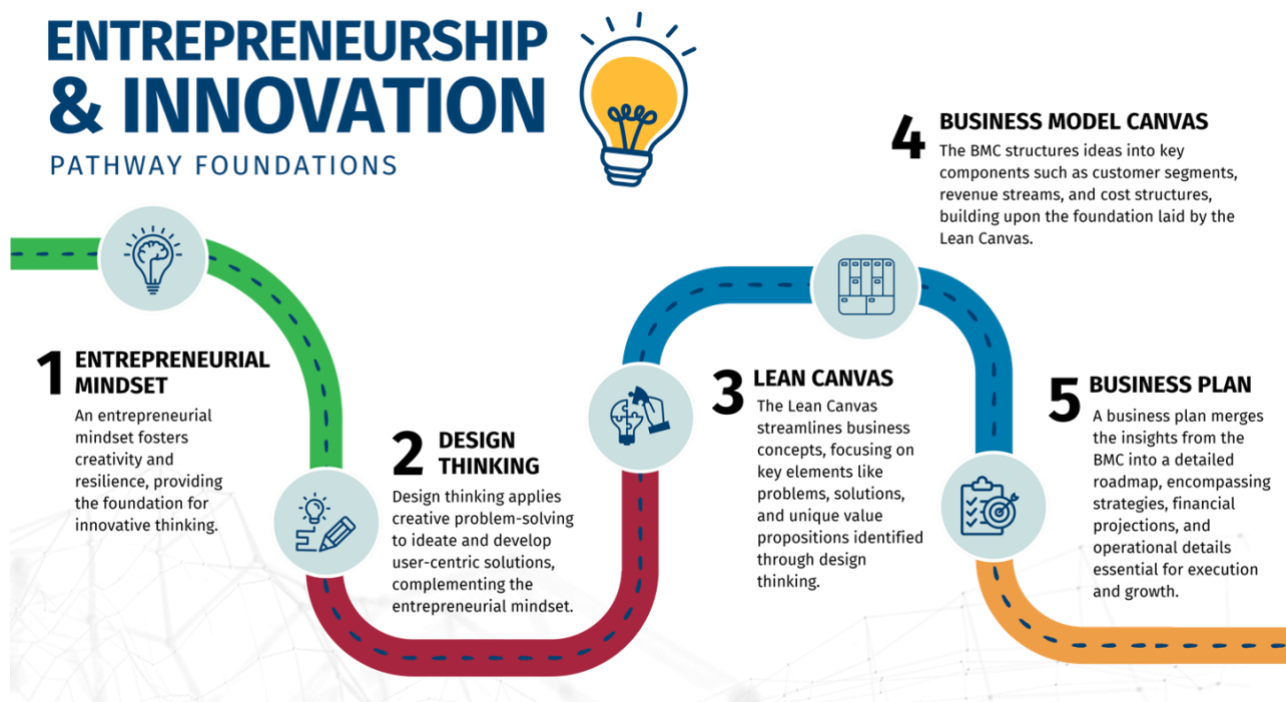 ENTREPRENEURSHIP
& INNOVATION
PATHWAY FOUNDATIONS
1
ENTREPRENEURIAL
MINDSET
An entrepreneurial
mindset fosters
creativity and
resilience, providing
the foundation for
innovative thinking.
2
DESIGN
THINKING
Design thinking applies
creative problem-solving
to ideate and develop
user-centric solutions,
complementing the
entrepreneurial mindset.
3
LEAN CANVAS
The Lean Canvas
streamlines business
concepts, focusing on
key elements like
problems, solutions,
and unique value
propositions identified
through design
thinking.
4
BUSINESS MODEL CANVAS
The BMC structures ideas into key
components such as customer segments,
revenue streams, and cost structures,
building upon the foundation laid by the
Lean Canvas.
5
BUSINESS PLAN
A business plan merges
the insights from the
BMC into a detailed
roadmap, encompassing
strategies, financial
projections, and
operational details
essential for execution
and growth.